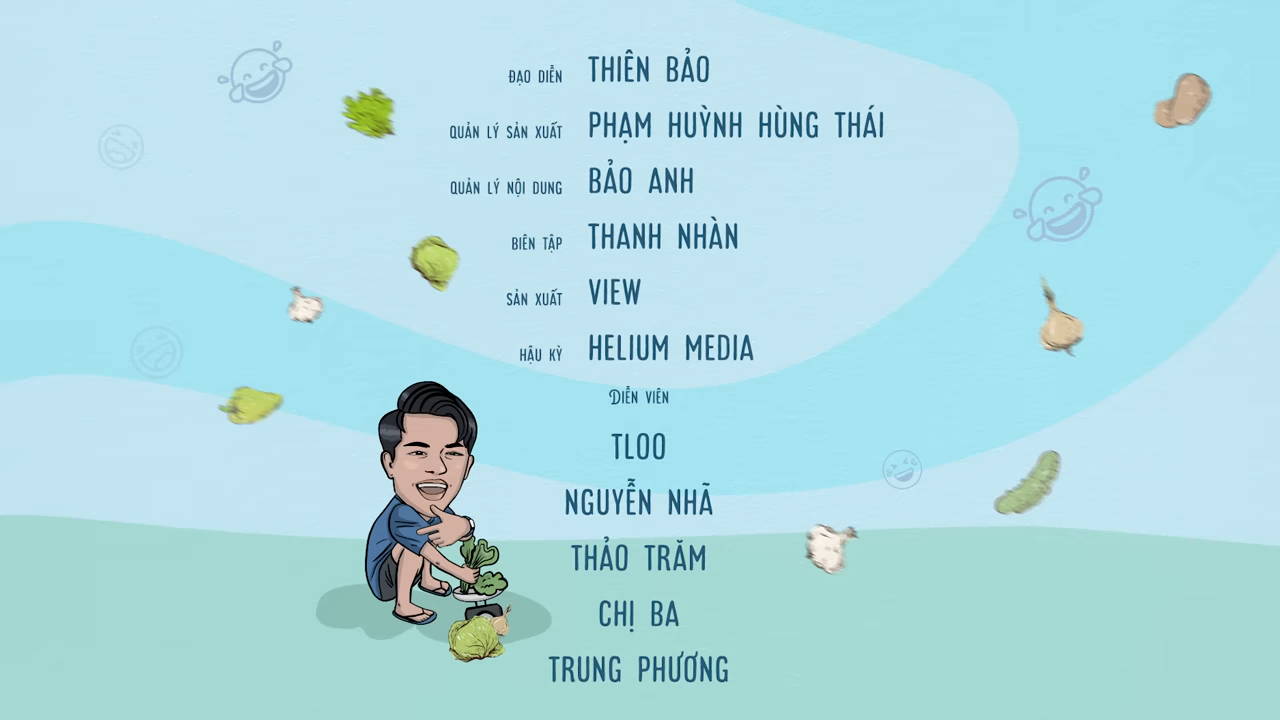 ĐẠO DIỄN THIÊN BẢO
QUẢN LÝ SẢN XUẤT PHẠM HUỲNH HÙNG THÁI
QUẢN LÝ NỘI DUNG BẢO ANH
BIÊN TẬP THANH NHÀN
SẢN XUẤT VIEW
HẬU KỲ HELIUM MEDIA
DIỄN VIÊN
TLOO
NGUYỄN NHÃ
THẢO TRĂM
CHỊ BA
TRUNG PHƯƠNG